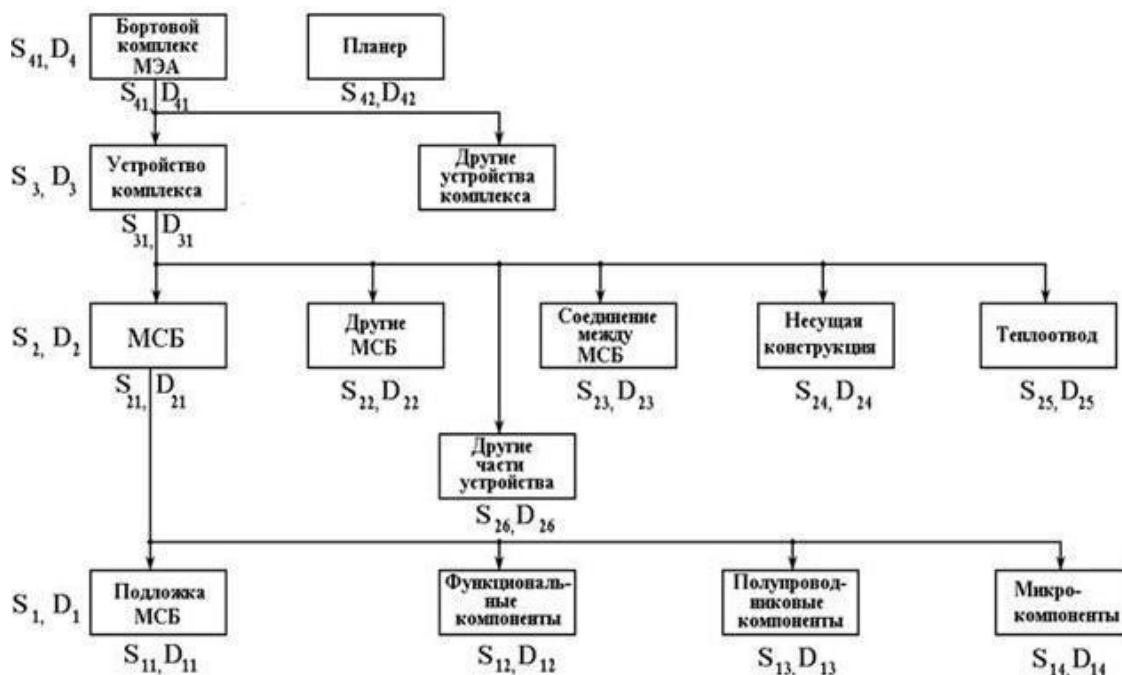 S41, D4
Бортовой
комплекс
МЭА
Планер
S41, D41
S42, D42
S3, D3
Устройство
комплекса
Другие
устройства
комплекса
S31, D31
S2, D2
МСБ
Другие
МСБ
Соединение
между
МСБ
Несущая
конструкция
Теплоотвод
S21, D21
S22, D22
S23, D23
S24, D24
S25, D25
Другие
части
устройства
S26, D26
S1, D1
Подложка
МСБ
Функциональ-
ные
компоненты
Полупровод-
никовые
компоненты
Микро-
компоненты
S11, D11
S12, D12
S13, D13
S14, D14